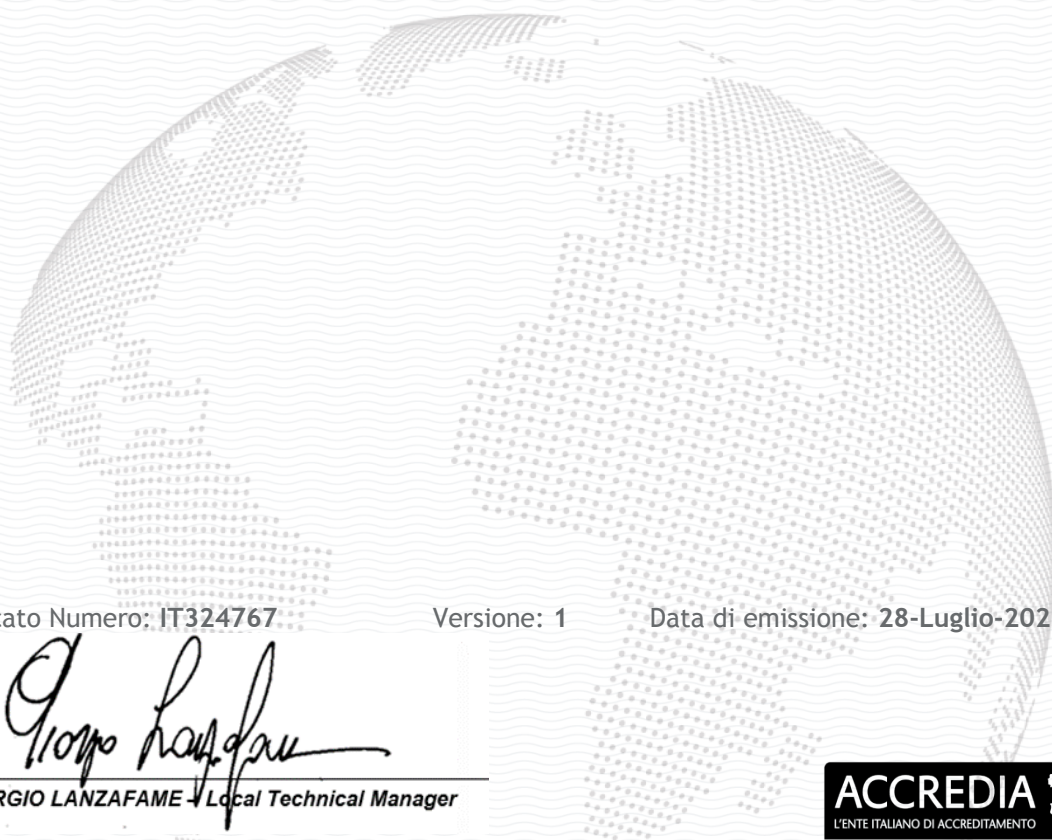 cato Numero: IT324767 Versione: 1 Data di emissione: 28-Luglio-202
RGIO LANZAFAME - Local Technical Manager
ACCREDIA
L'ENTE ITALIANO DI ACCREDITAMENTO